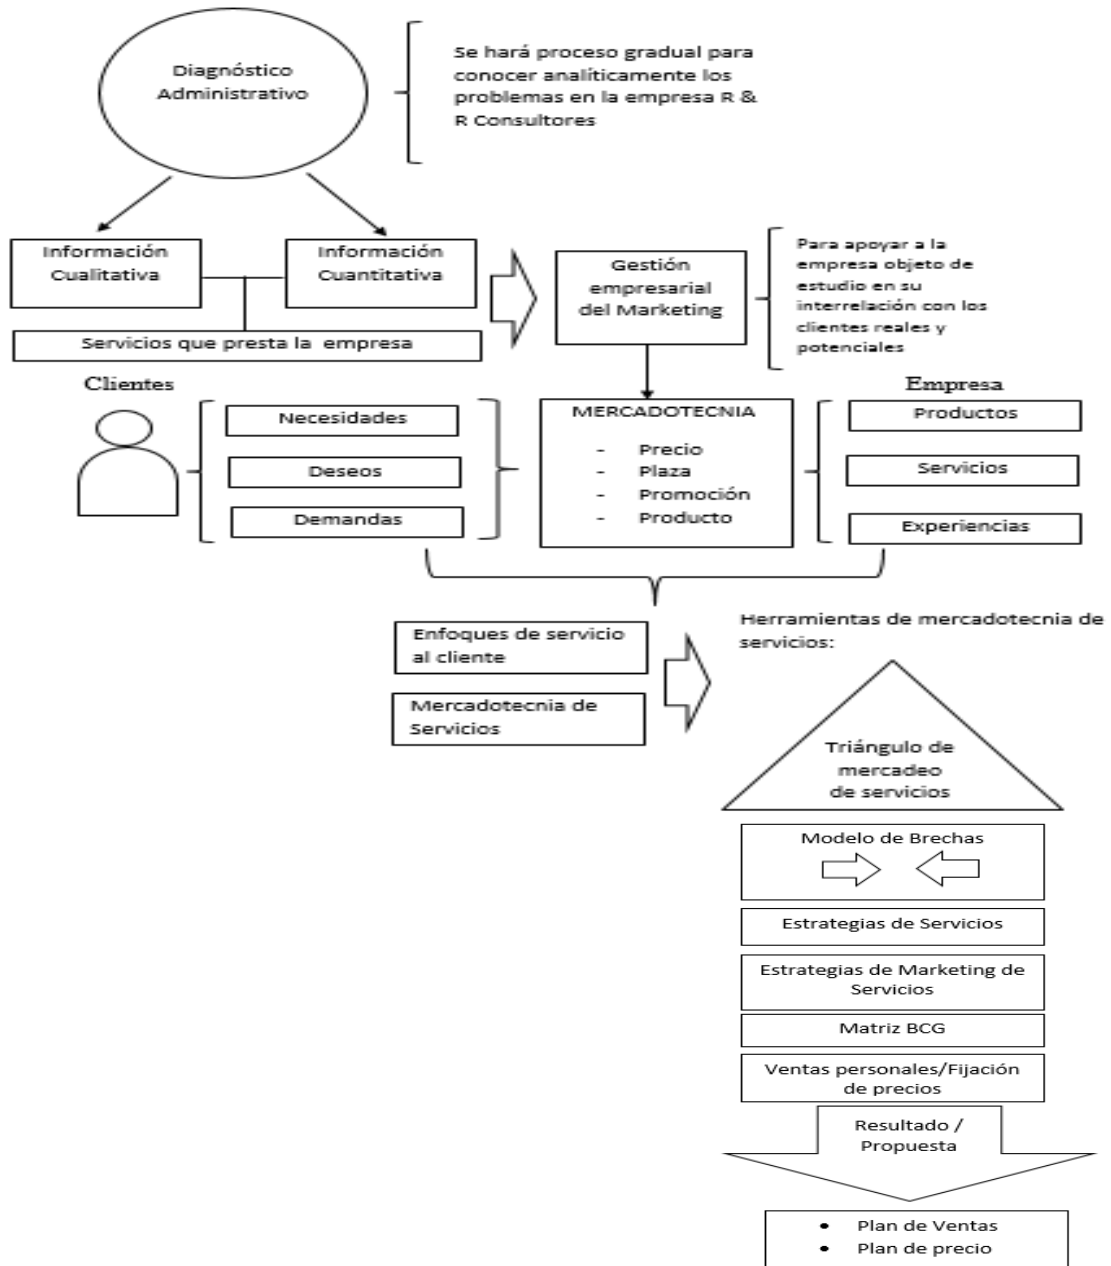 Diagnóstico
Administrativo
Se hará proceso gradual para
conocer analíticamente los
problemas en la empresa R &
R Consultores
Información
Cualitativa
Información
Cuantitativa
Servicios que presta la empresa
Gestión
empresarial
del Marketing
Para apoyar a la
empresa objeto de
estudio en su
interrelación con los
clientes reales y
potenciales
Clientes
Necesidades
Deseos
Demandas
MERCADOTECNIA
- Precio
- Plaza
- Promoción
- Producto
Empresa
Productos
Servicios
Experiencias
Enfoques de servicio
al cliente
Mercadotecnia de
Servicios
Herramientas de mercadotecnia de
servicios:
Triángulo de
mercadeo
de servicios
Modelo de Brechas
Estrategias de Servicios
Estrategias de Marketing de
Servicios
Matriz BCG
Ventas personales/Fijación
de precios
Resultado /
Propuesta
• Plan de Ventas
• Plan de precio